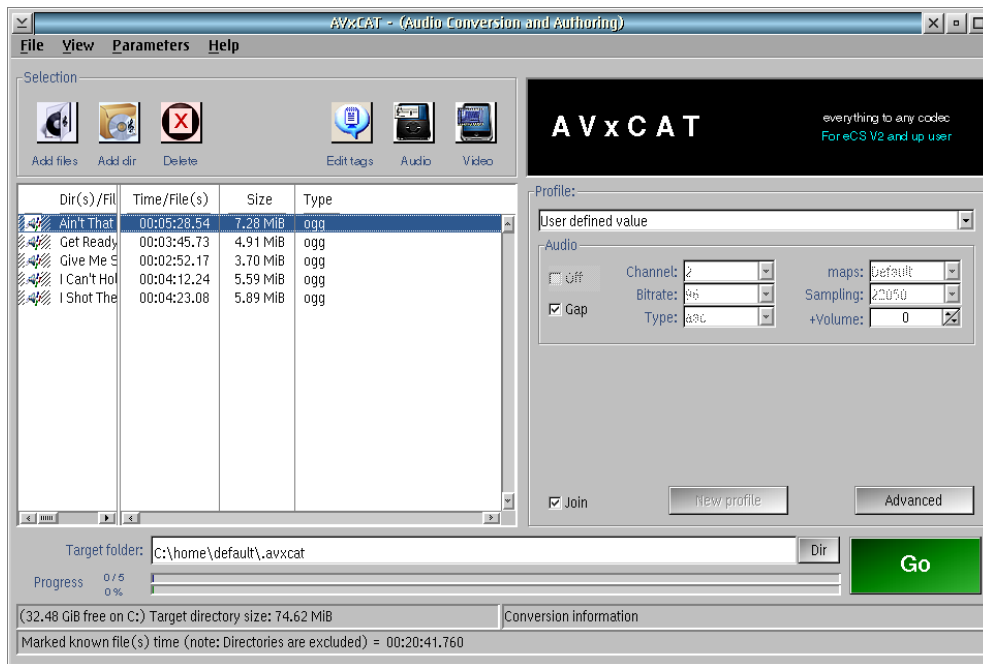 AVxCAT - (Audio Conversion and Authoring)
File View Parameters Help
Selection
Add files Add dir Delete Edit tags Audio Video
AVxCAT
everything to any codec
For eCS V2 and up user
Dir(s)/Fil Time/File(s) Size Type
Ain't That 00:05:28.54 7.28 MiB ogg
Get Ready 00:03:45.73 4.91 MiB ogg
Give Me S 00:02:52.17 3.70 MiB ogg
I Can't Hol 00:04:12.24 5.59 MiB ogg
I Shot The 00:04:23.08 5.89 MiB ogg
Profile:
User defined value
Audio
Off Channel: 2 maps: Default
Bitrate: 96 Sampling: 22050
Gap Type: aac +Volume: 0
Join New profile Advanced
Target folder: C:\home\default\.avxcat Dir Go
Progress 0/5
0 %
(32.48 GiB free on C:) Target directory size: 74.62 MiB Conversion information
Marked known file(s) time (note: Directories are excluded) = 00:20:41.760